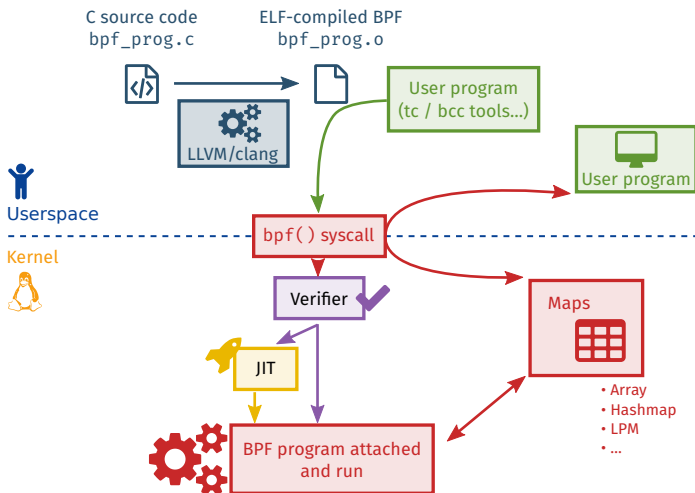 C source code
bpf_prog.c
ELF-compiled BPF
bpf_prog.o
LLVM/clang
User program
(tc / bcc tools…)
User program
Userspace
bpf() syscall
Kernel
Verifier
Maps
JIT
• Array
• Hashmap
• LPM
• ...
BPF program attached
and run